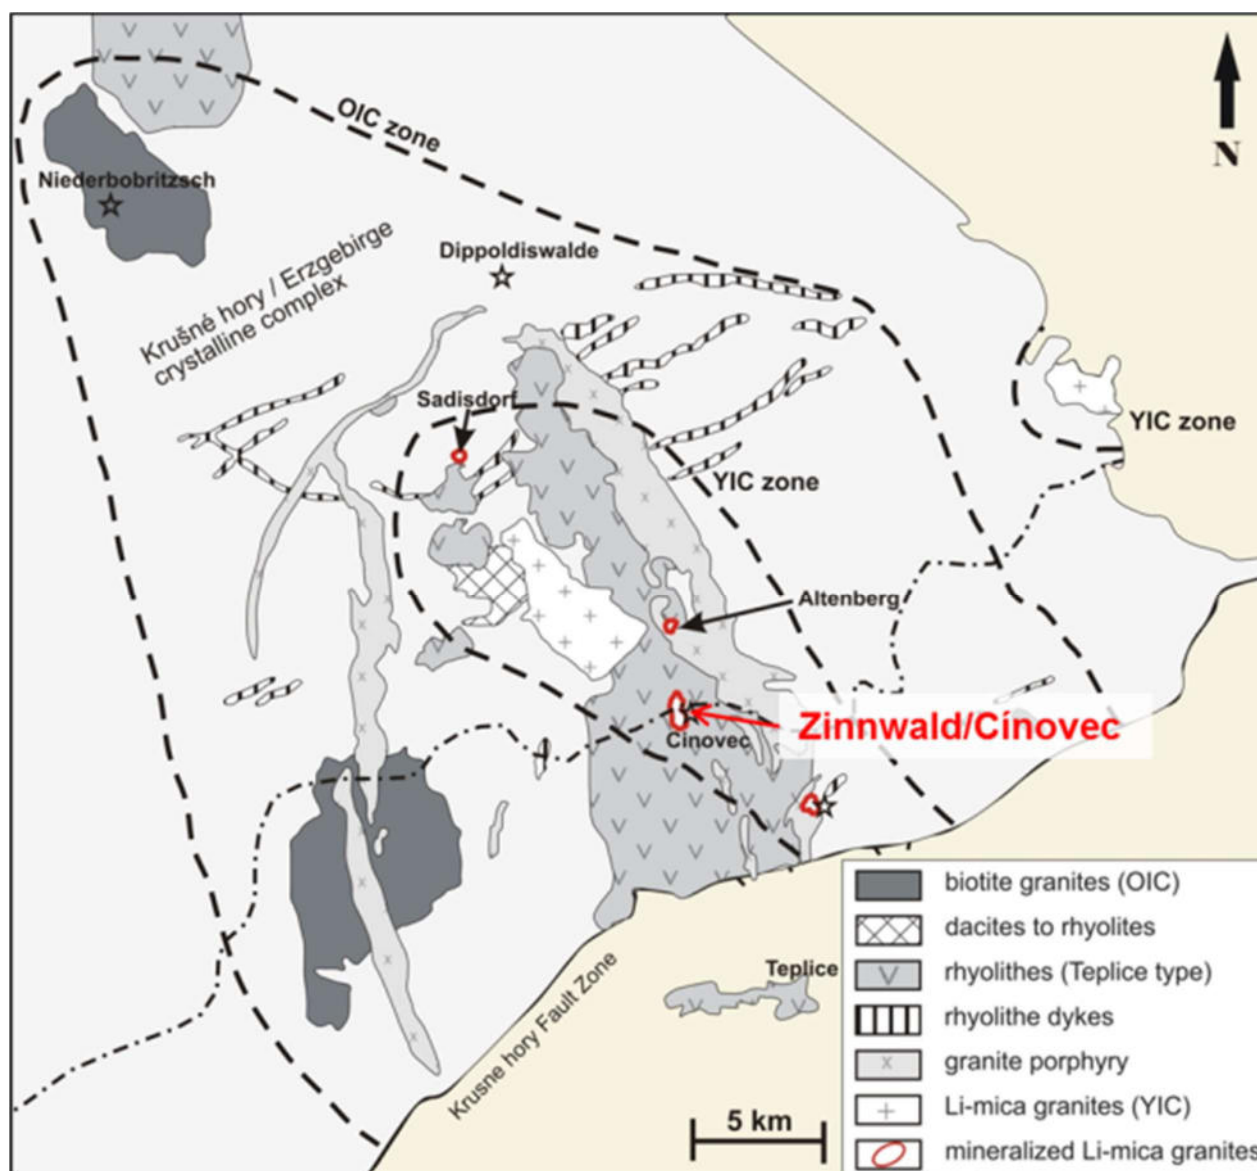 OIC zone
N
Niederbobritzsch
Dippoldiswalde
Krušné hory / Erzgebirge
crystalline complex
Sadisdorf
YIC zone
YIC zone
Altenberg
Zinnwald/Cínovec
Cínovec
Teplice
Krusne hory Fault Zone
5 km
biotite granites (OIC)
dacites to rhyolites
rhyolithes (Teplice type)
rhyolithe dykes
granite porphyry
Li-mica granites (YIC)
mineralized Li-mica granites